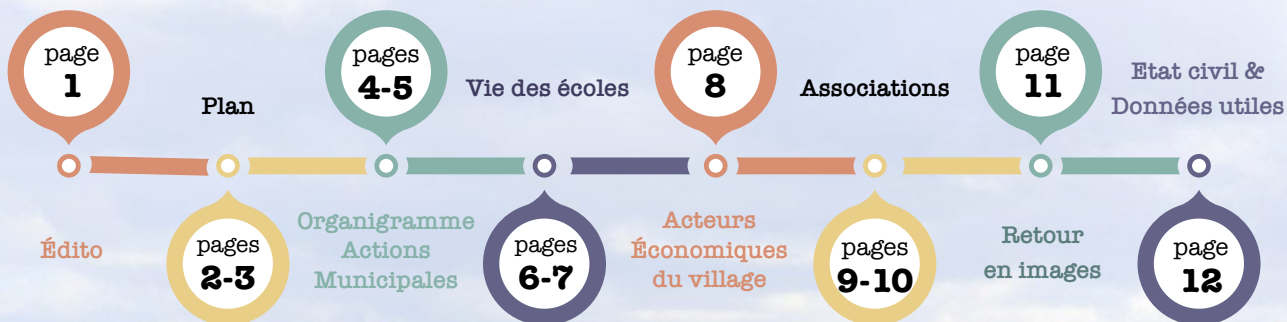 page
1
Édito
Plan
pages
2-3
pages
4-5
Organigramme
Actions
Municipales
Vie des écoles
pages
6-7
page
8
Acteurs
Économiques
du village
Associations
pages
9-10
page
11
Retour
en images
Etat civil &
Données utiles
page
12